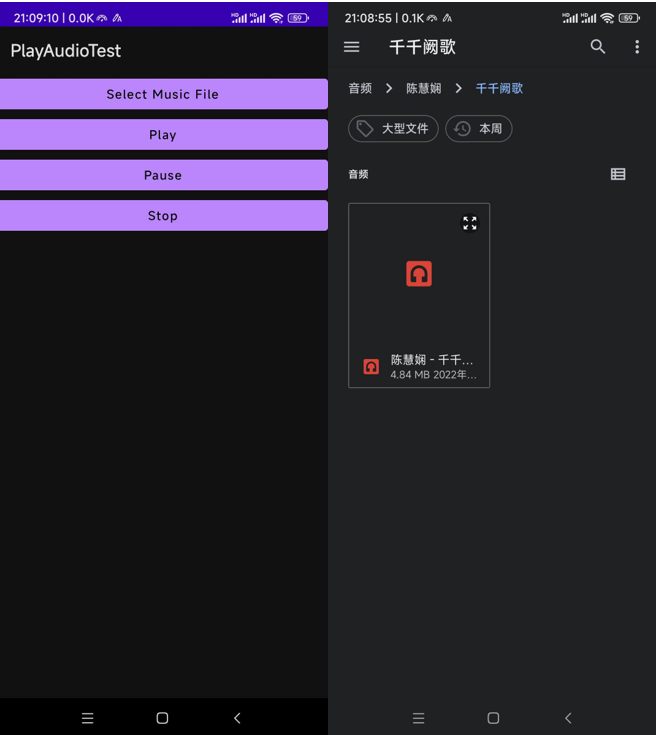 21:09:10 | 0.0K
59
PlayAudioTest
Select Music File
Play
Pause
Stop
21:08:55 | 0.1K
59
千千阙歌
音频 > 陈慧娴 > 千千阙歌
大型文件
本周
音频
陈慧娴 - 千千...
4.84 MB 2022年...